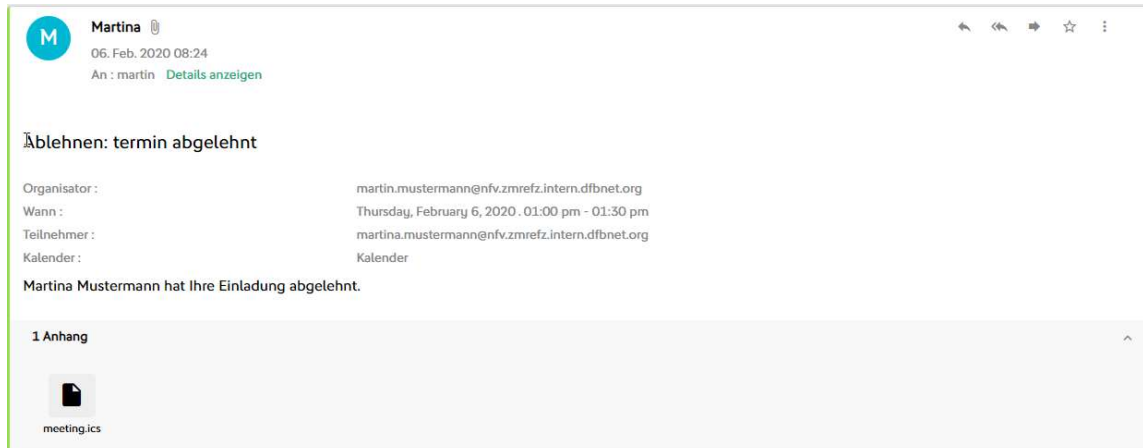 M
Martina
06. Feb. 2020 08:24
An : martin Details anzeigen
Ablehnen: termin abgelehnt
Organisator : martin.mustermann@nfv.zmrefz.intern.dfbnet.org
Wann : Thursday, February 6, 2020 . 01:00 pm - 01:30 pm
Teilnehmer : martina.mustermann@nfv.zmrefz.intern.dfbnet.org
Kalender : Kalender
Martina Mustermann hat Ihre Einladung abgelehnt.
1 Anhang
meeting.ics